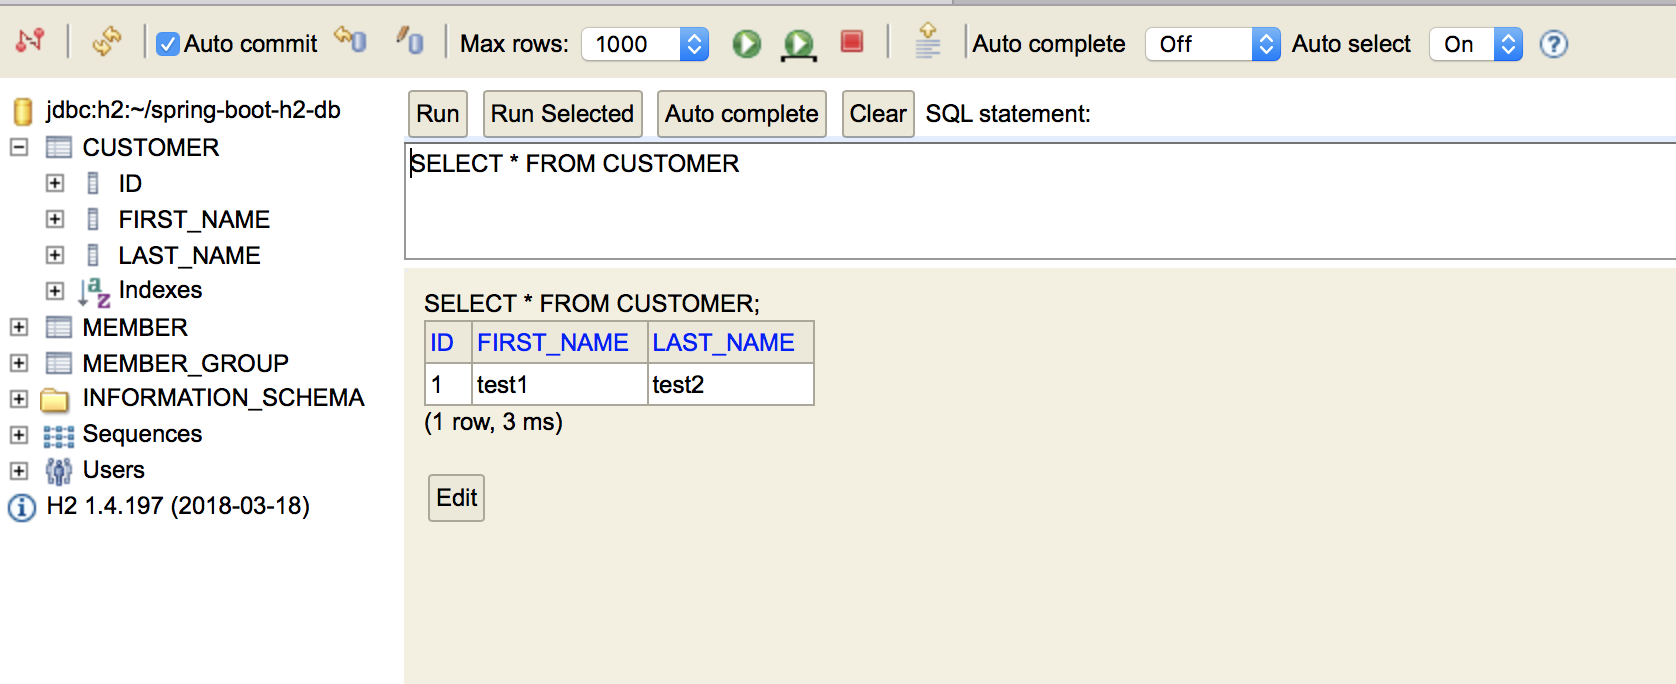 Auto commit Max rows: 1000 Auto complete Off Auto select On ?
jdbc:h2:~/spring-boot-h2-db
CUSTOMER
ID
FIRST_NAME
LAST_NAME
Indexes
MEMBER
MEMBER_GROUP
INFORMATION_SCHEMA
Sequences
Users
H2 1.4.197 (2018-03-18)
Run Run Selected Auto complete Clear SQL statement:
SELECT * FROM CUSTOMER
SELECT * FROM CUSTOMER;
ID FIRST_NAME LAST_NAME
1 test1 test2
(1 row, 3 ms)
Edit